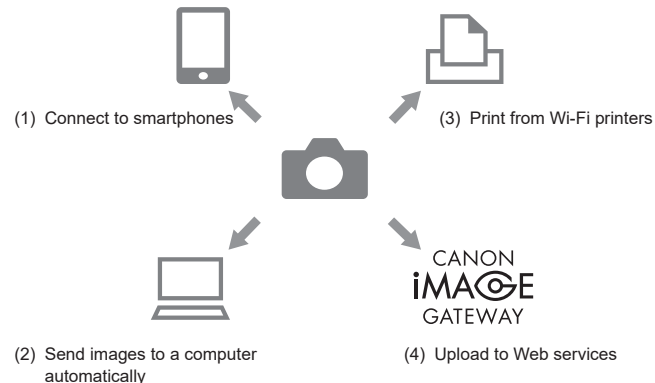 (1) Connect to smartphones
(3) Print from Wi-Fi printers
CANON
iMAGE
GATEWAY
(2) Send images to a computer
automatically
(4) Upload to Web services